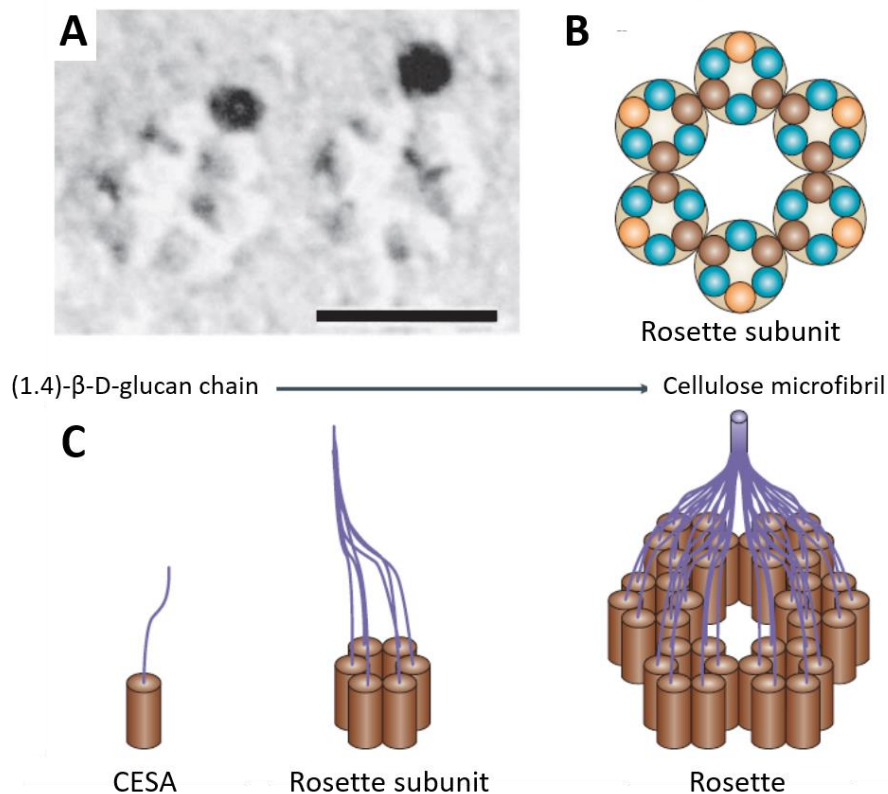 A
B
Rosette subunit
(1.4)-β-D-glucan chain
Cellulose microfibril
C
CESA
Rosette subunit
Rosette